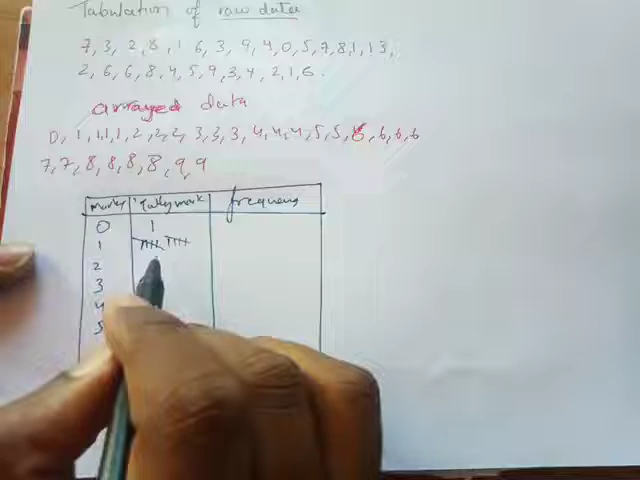 Tabulation of raw data
7, 3, 2, 8, 1 6, 3, 9, 4, 0, 5, 7, 8, 1, 1 3,
2, 6, 6, 8, 4, 5, 9, 3, 4, 2, 1, 6.
arrayed data
0, 1, 1, 1, 1, 2, 2, 2, 3, 3, 3, 4, 4, 4, 5, 5, 6, 6, 6, 6
7, 7, 8, 8, 8, 8, 9, 9
Marks Tally mark frequency
0 1
1
2
3
4
5